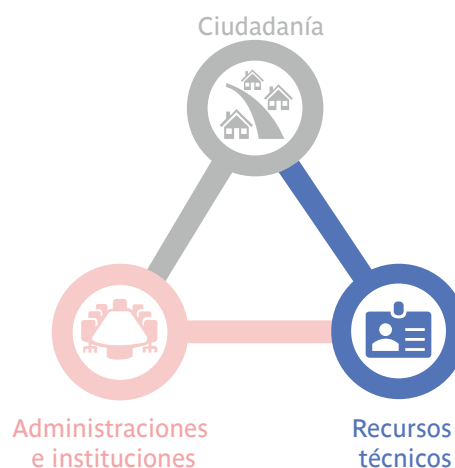 Ciudadanía
Administraciones
e instituciones
Recursos
técnicos